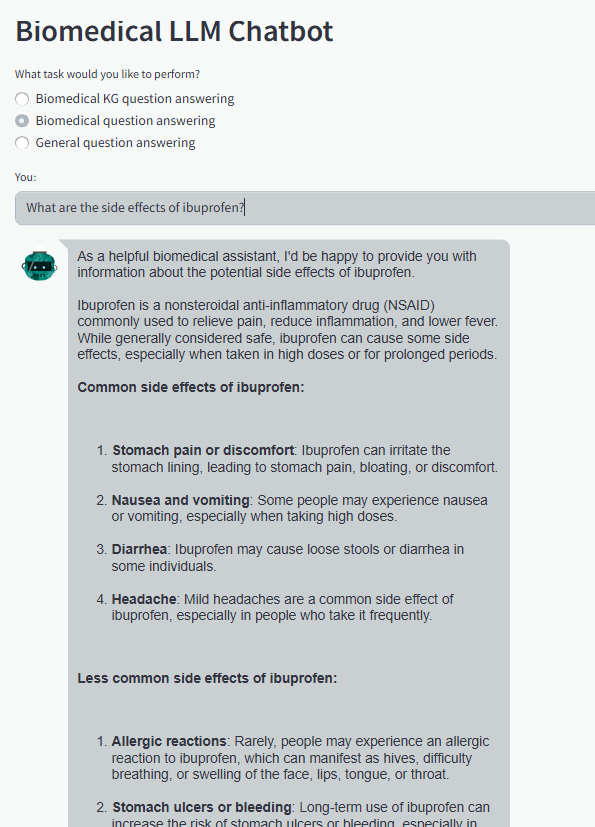 Biomedical LLM Chatbot
What task would you like to perform?
Biomedical KG question answering
Biomedical question answering
General question answering
You:
What are the side effects of ibuprofen?
As a helpful biomedical assistant, I'd be happy to provide you with
information about the potential side effects of ibuprofen.
Ibuprofen is a nonsteroidal anti-inflammatory drug (NSAID)
commonly used to relieve pain, reduce inflammation, and lower fever.
While generally considered safe, ibuprofen can cause some side
effects, especially when taken in high doses or for prolonged periods.
Common side effects of ibuprofen:
1. Stomach pain or discomfort: Ibuprofen can irritate the
stomach lining, leading to stomach pain, bloating, or discomfort.
2. Nausea and vomiting: Some people may experience nausea
or vomiting, especially when taking high doses.
3. Diarrhea: Ibuprofen may cause loose stools or diarrhea in
some individuals.
4. Headache: Mild headaches are a common side effect of
ibuprofen, especially in people who take it frequently.
Less common side effects of ibuprofen:
1. Allergic reactions: Rarely, people may experience an allergic
reaction to ibuprofen, which can manifest as hives, difficulty
breathing, or swelling of the face, lips, tongue, or throat.
2. Stomach ulcers or bleeding: Long-term use of ibuprofen can
increase the risk of stomach ulcers or bleeding, especially in